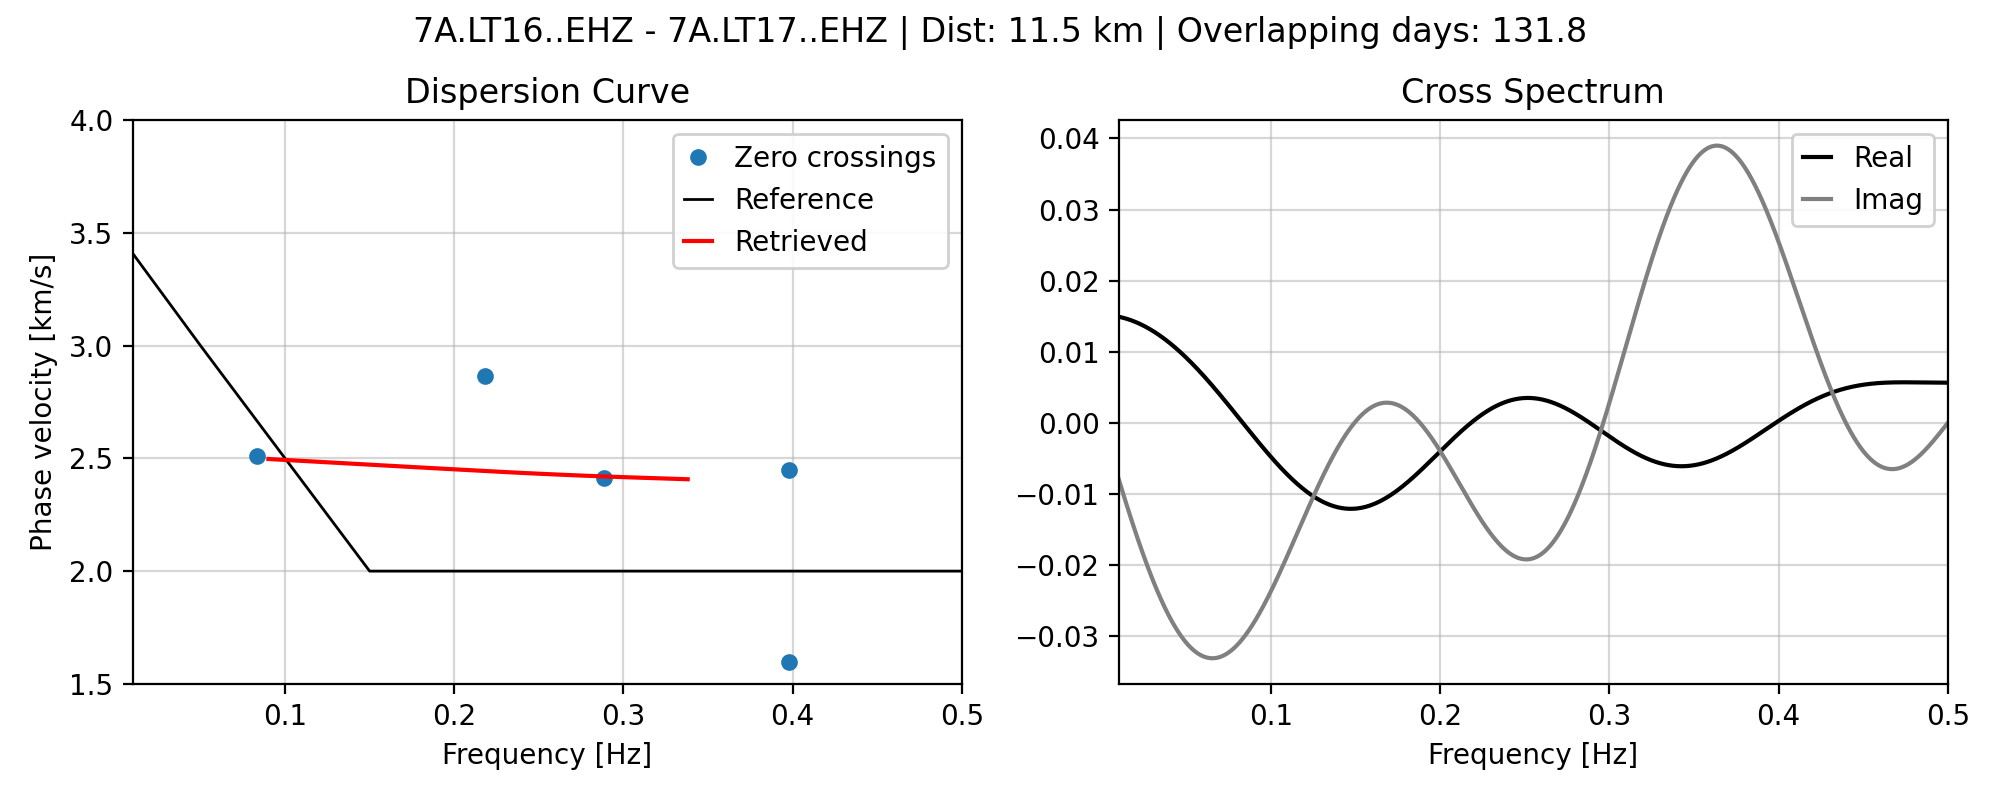 7A.LT16..EHZ - 7A.LT17..EHZ | Dist: 11.5 km | Overlapping days: 131.8
Dispersion Curve
Zero crossings
Reference
Retrieved
4.0
3.5
3.0
2.5
2.0
1.5
Phase velocity [km/s]
0.1
0.2
0.3
0.4
0.5
Frequency [Hz]
Cross Spectrum
Real
Imag
0.04
0.03
0.02
0.01
0.00
−0.01
−0.02
−0.03
0.1
0.2
0.3
0.4
0.5
Frequency [Hz]